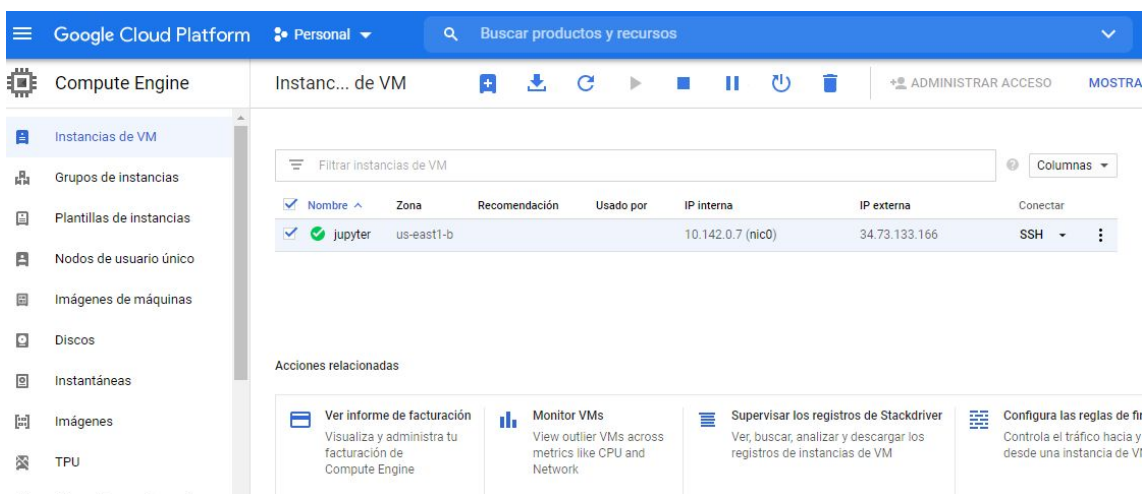 Google Cloud Platform Personal Buscar productos y recursos
Compute Engine Instanc... de VM ADMINISTRAR ACCESO MOSTRA
Instancias de VM
Grupos de instancias
Plantillas de instancias
Nodos de usuario único
Imágenes de máquinas
Discos
Instantáneas
Imágenes
TPU
Filtrar instancias de VM Columnas
Nombre Zona Recomendación Usado por IP interna IP externa Conectar
jupyter us-east1-b 10.142.0.7 (nic0) 34.73.133.166 SSH
Acciones relacionadas
Ver informe de facturación
Visualiza y administra tu
facturación de
Compute Engine
Monitor VMs
View outlier VMs across
metrics like CPU and
Network
Supervisar los registros de Stackdriver
Ver, buscar, analizar y descargar los
registros de instancias de VM
Configura las reglas de fir
Controla el tráfico hacia y
desde una instancia de VM